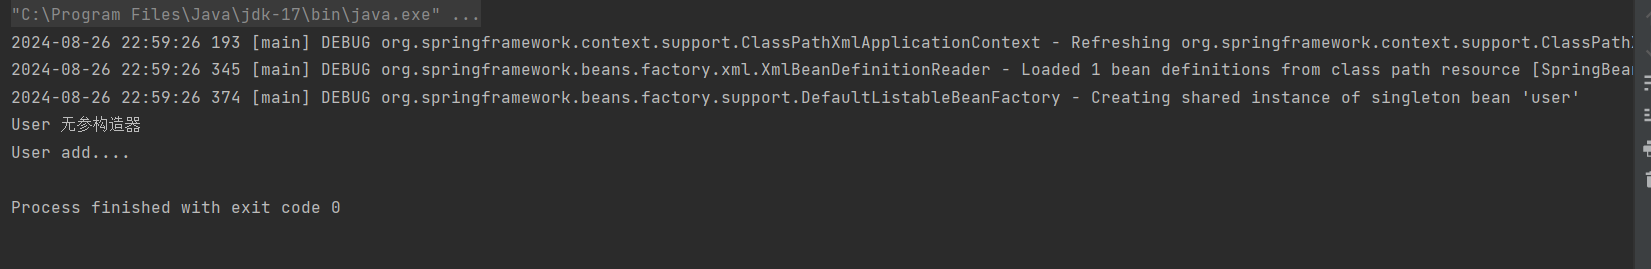 "C:\Program Files\Java\jdk-17\bin\java.exe" ...
2024-08-26 22:59:26 193 [main] DEBUG org.springframework.context.support.ClassPathXmlApplicationContext - Refreshing org.springframework.context.support.ClassPath
2024-08-26 22:59:26 345 [main] DEBUG org.springframework.beans.factory.xml.XmlBeanDefinitionReader - Loaded 1 bean definitions from class path resource [SpringBea
2024-08-26 22:59:26 374 [main] DEBUG org.springframework.beans.factory.support.DefaultListableBeanFactory - Creating shared instance of singleton bean 'user'
User 无参构造器
User add....
Process finished with exit code 0